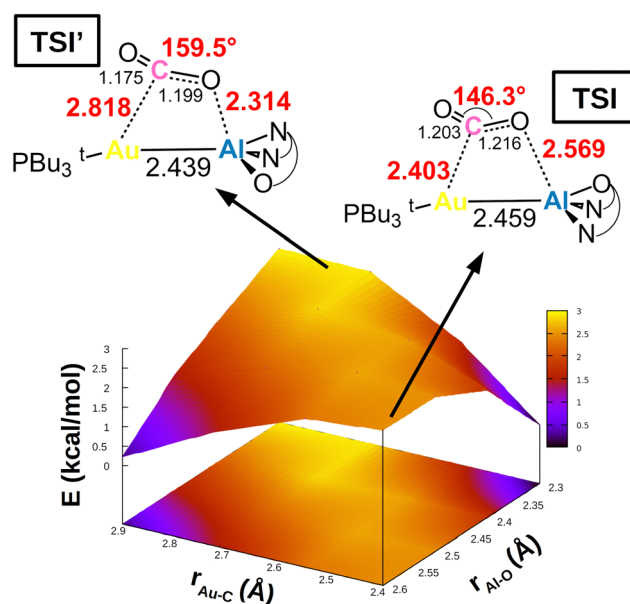 TSI'
O 159.5°
C
1.175
1.199 O
2.818
2.314
N
PBu3 t Au Al N
2.439 O
TSI
O 146.3°
1.203 C O
1.216
2.403
2.569
O
PBu3 t Au Al N
2.459
N
E (kcal/mol)
3
2.5
2
1.5
1
0.5
0
3
2.5
2
1.5
1
0.5
0
2.9
2.8
2.7
2.6
2.5
2.4
rAu-C (Å)
2.6
2.55
2.5
2.45
2.4
2.35
2.3
rAl-O (Å)